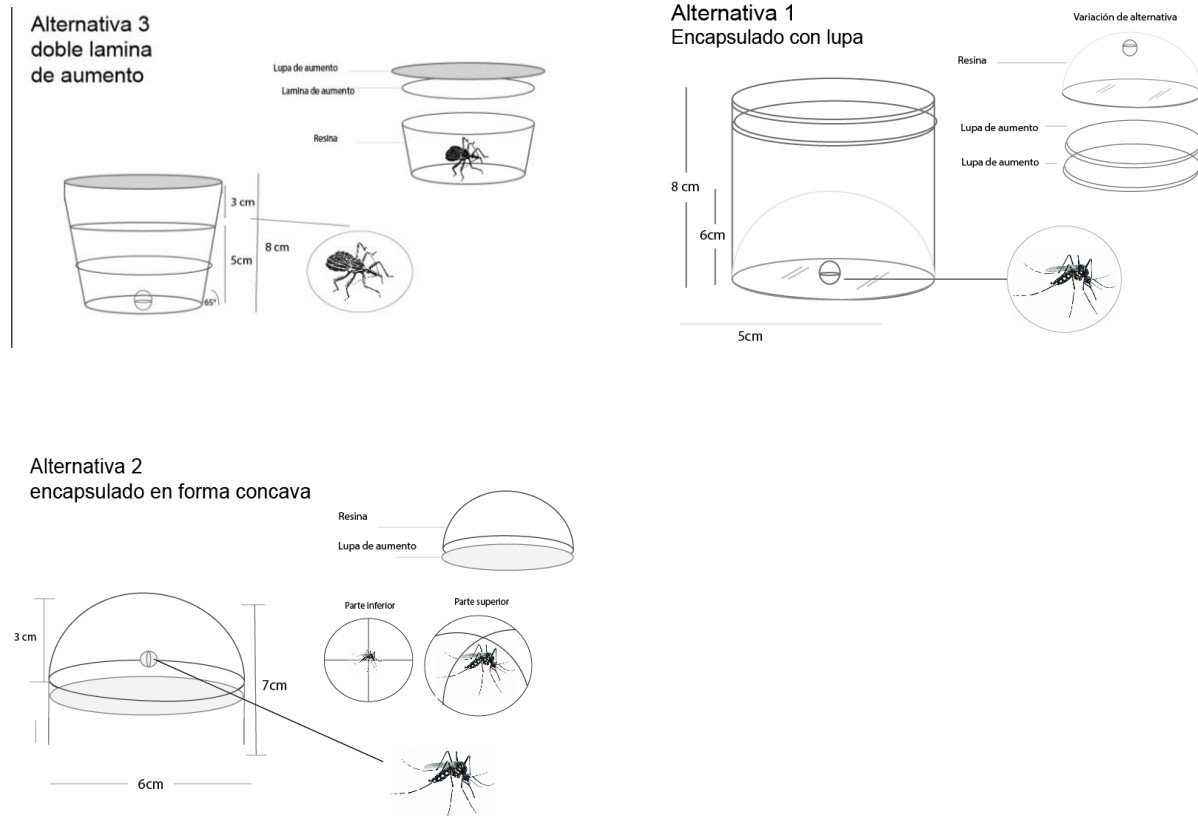 Alternativa 3
doble lamina
de aumento
Lupa de aumento
Lamina de aumento
Resina
3 cm
5cm
8 cm
65°
Alternativa 1
Encapsulado con lupa
Variación de alternativa
Resina
Lupa de aumento
Lupa de aumento
8 cm
6cm
5cm
Alternativa 2
encapsulado en forma concava
Resina
Lupa de aumento
Parte inferior
Parte superior
3 cm
7cm
6cm